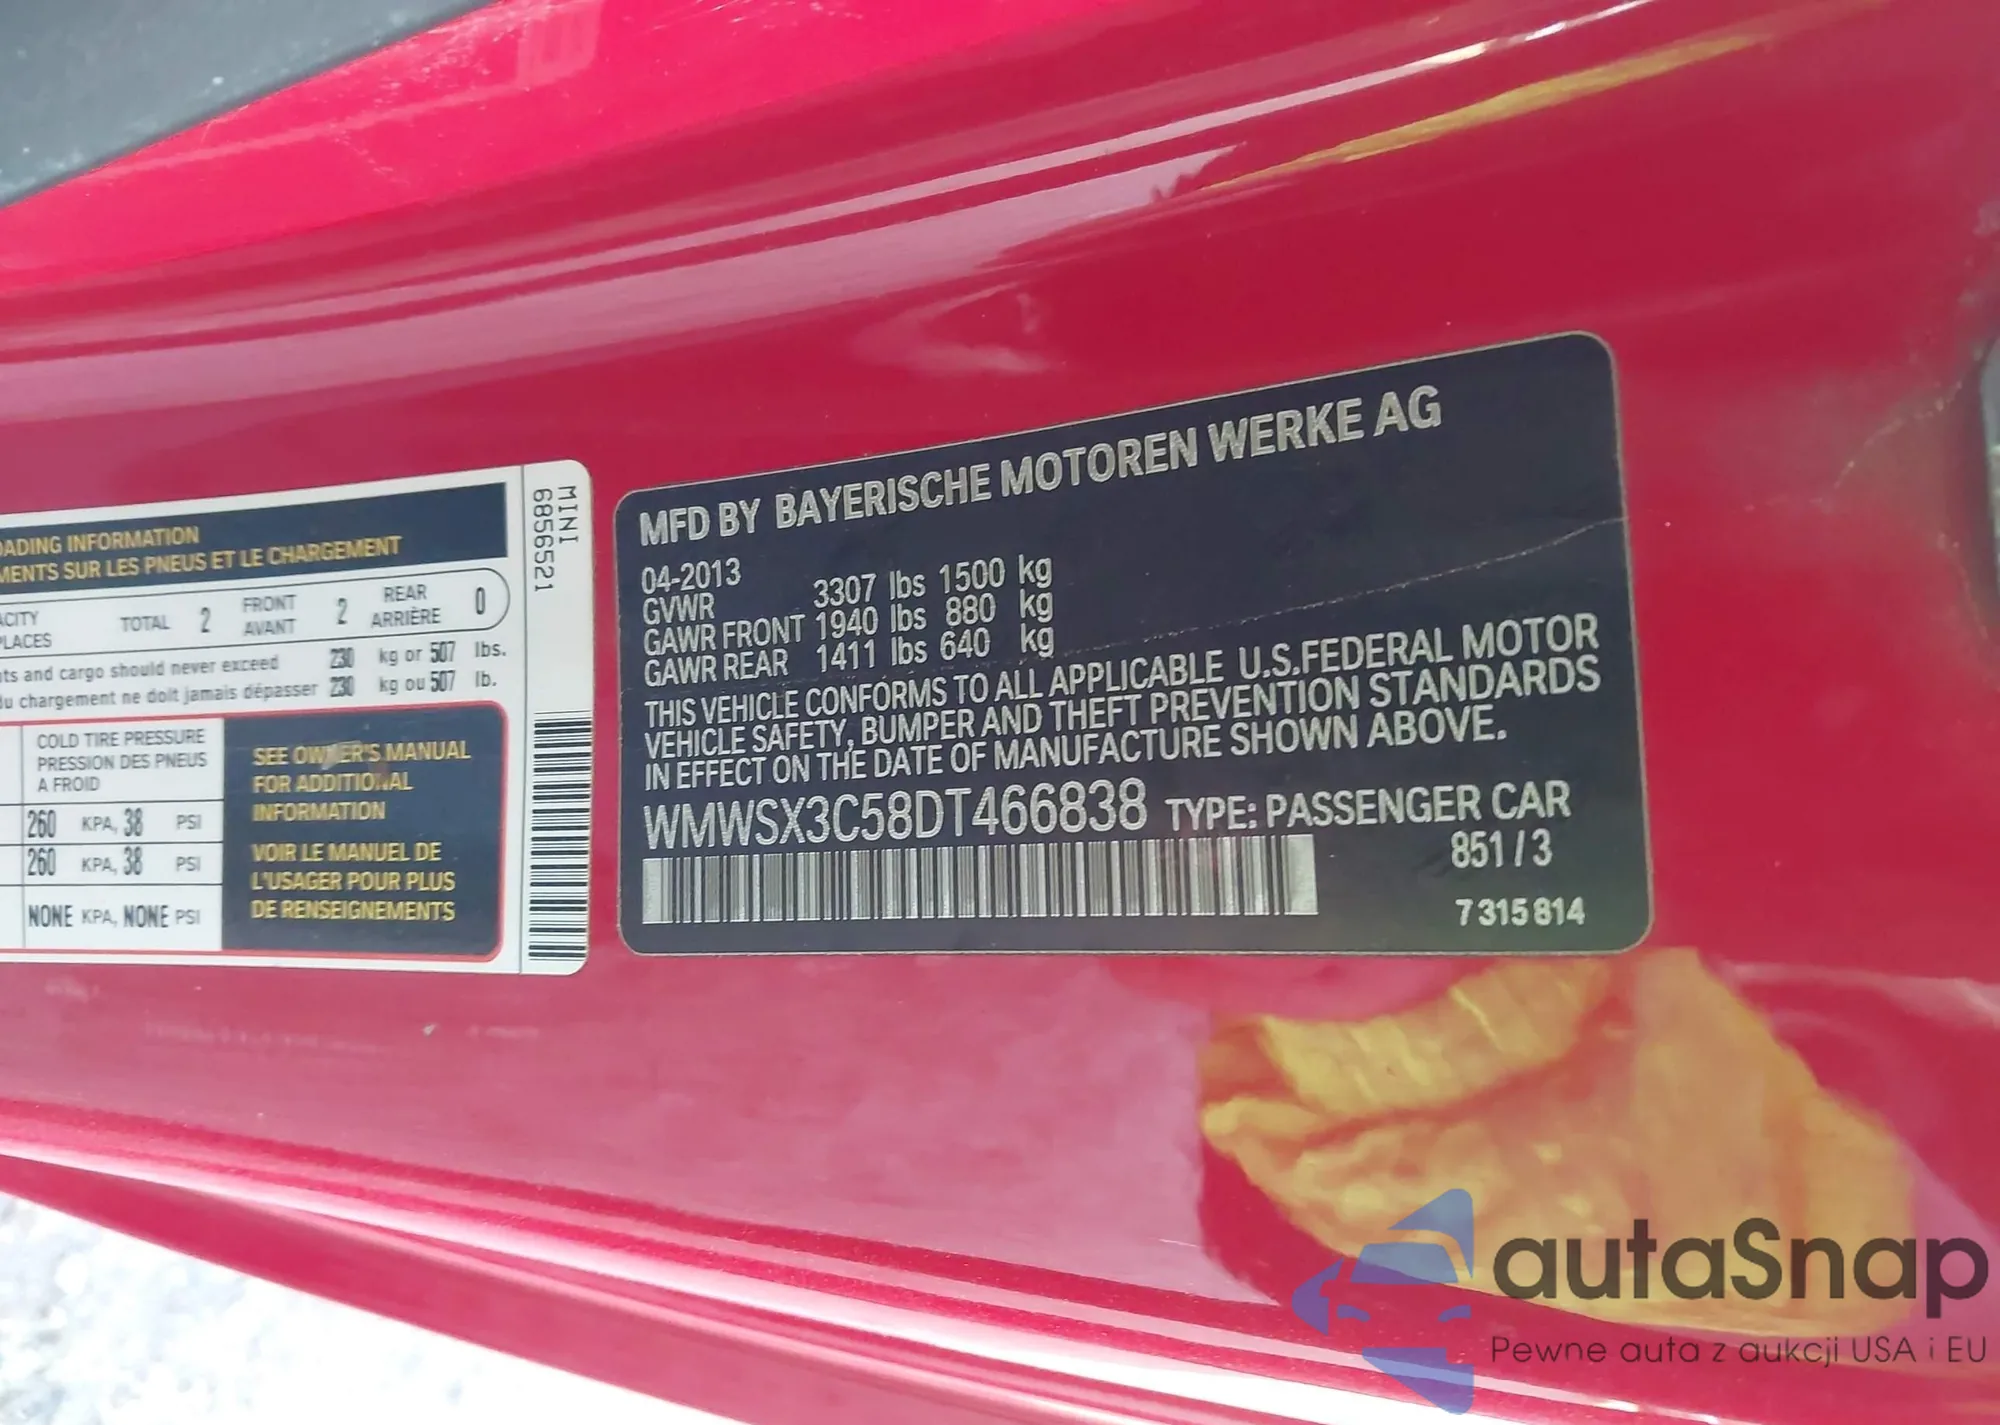 ADING INFORMATION
MENTS SUR LES PNEUS ET LE CHARGEMENT
ACITY
PLACES
TOTAL 2
FRONT
AVANT
2
REAR
ARRIÈRE
0
ts and cargo should never exceed 230 kg or 507 lbs.
du chargement ne doit jamais dépasser 230 kg ou 507 lb.
COLD TIRE PRESSURE
PRESSION DES PNEUS
A FROID
260 KPA, 38 PSI
260 KPA, 38 PSI
NONE KPA, NONE PSI
SEE OWNER'S MANUAL
FOR ADDITIONAL
INFORMATION
VOIR LE MANUEL DE
L'USAGER POUR PLUS
DE RENSEIGNEMENTS
MINI
6856521
MFD BY BAYERISCHE MOTOREN WERKE AG
04-2013
GVWR 3307 lbs 1500 kg
GAWR FRONT 1940 lbs 880 kg
GAWR REAR 1411 lbs 640 kg
THIS VEHICLE CONFORMS TO ALL APPLICABLE U.S.FEDERAL MOTOR
VEHICLE SAFETY, BUMPER AND THEFT PREVENTION STANDARDS
IN EFFECT ON THE DATE OF MANUFACTURE SHOWN ABOVE.
WMWSX3C58DT466838 TYPE: PASSENGER CAR
851 / 3
7 315 814
autaSnap
Pewne auta z aukcji USA i EU